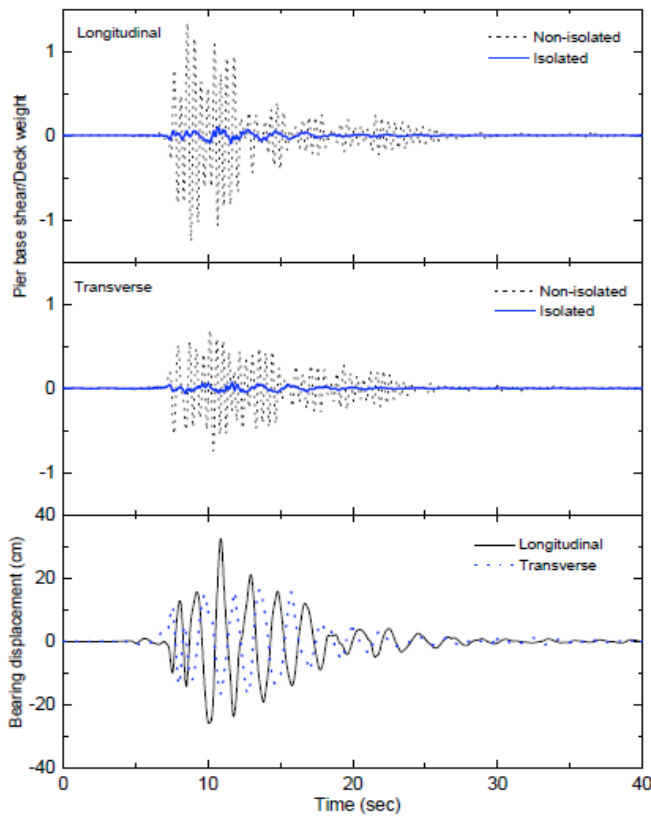 Pier base shear/Deck weight
Longitudinal
Non-isolated
Isolated
1
0
-1
Transverse
Non-isolated
Isolated
1
0
-1
Bearing displacement (cm)
Longitudinal
Transverse
40
20
0
-20
-40
0 10 20 30 40
Time (sec)